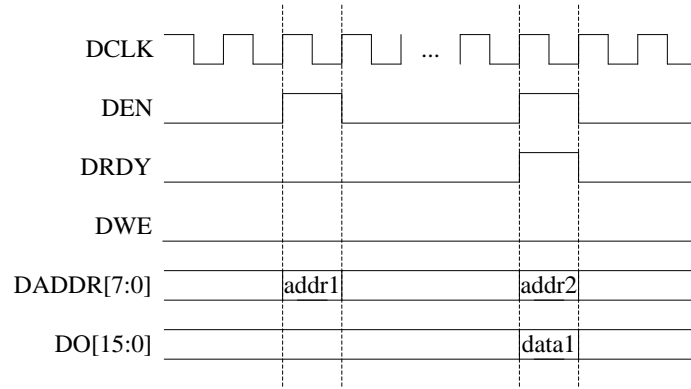 DCLK
...
DEN
DRDY
DWE
DADDR[7:0] addr1 addr2
DO[15:0] data1